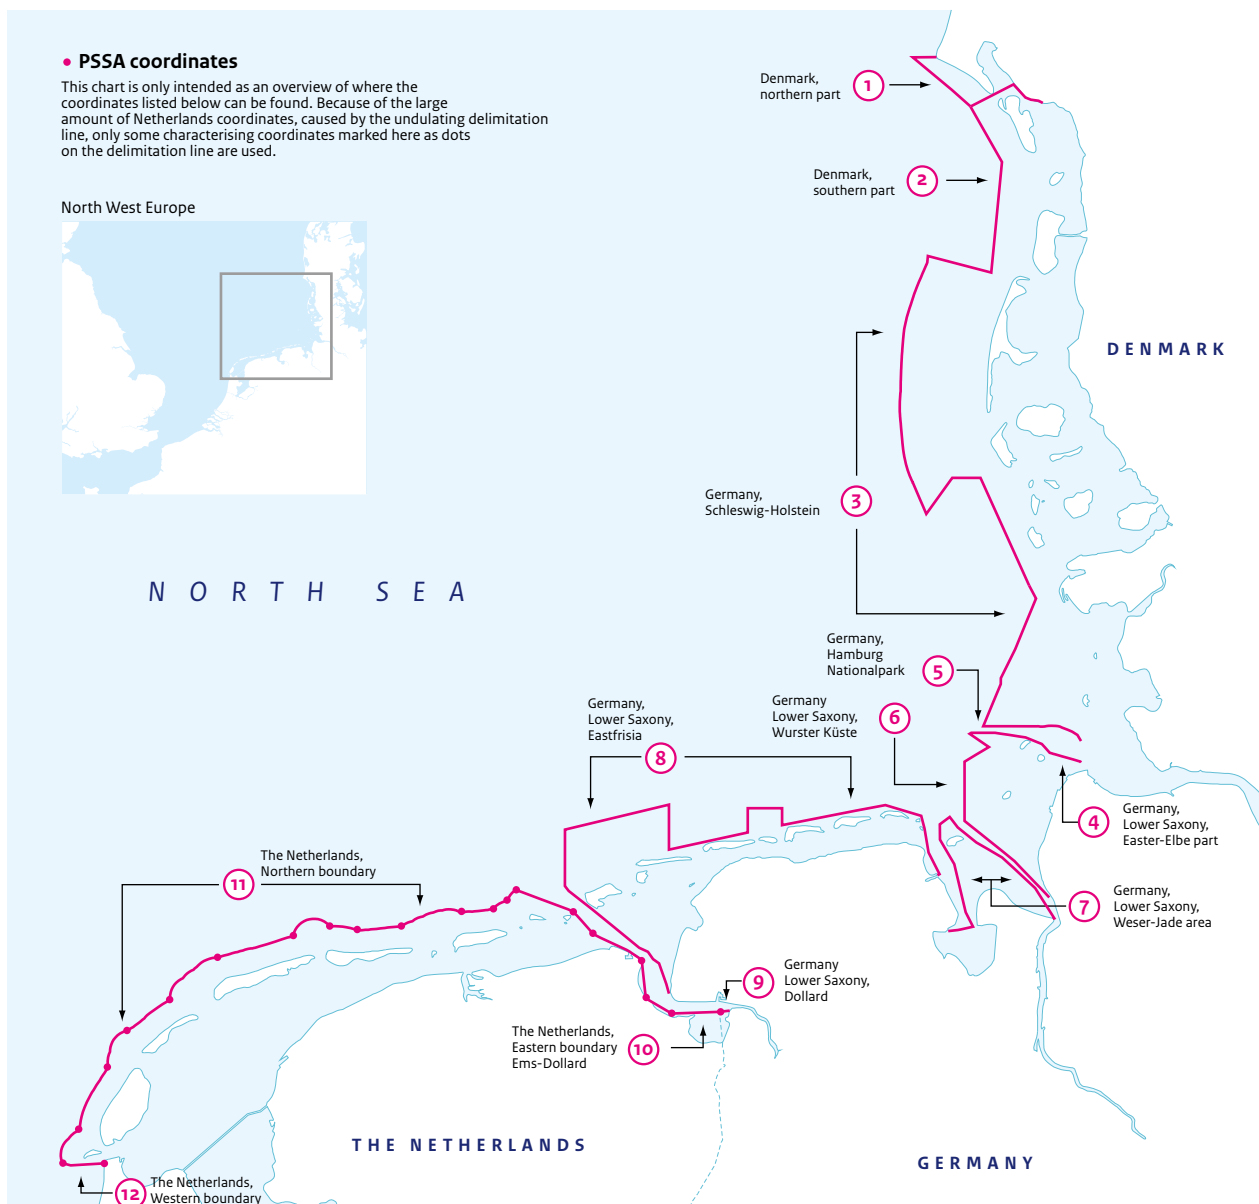 • PSSA coordinates
This chart is only intended as an overview of where the
coordinates listed below can be found. Because of the large
amount of Netherlands coordinates, caused by the undulating delimitation
line, only some characterising coordinates marked here as dots
on the delimitation line are used.
North West Europe
Denmark,
northern part
1
Denmark,
southern part
2
DENMARK
Germany,
Schleswig-Holstein
3
NORTH SEA
Germany,
Hamburg
Nationalpark
5
Germany
Lower Saxony,
Wurster Küste
6
Germany,
Lower Saxony,
Eastfrisia
8
4
Germany,
Lower Saxony,
Easter-Elbe part
The Netherlands,
Northern boundary
11
7
Germany,
Lower Saxony,
Weser-Jade area
9
Germany
Lower Saxony,
Dollard
The Netherlands,
Eastern boundary
Ems-Dollard
10
THE NETHERLANDS
GERMANY
12
The Netherlands,
Western boundary